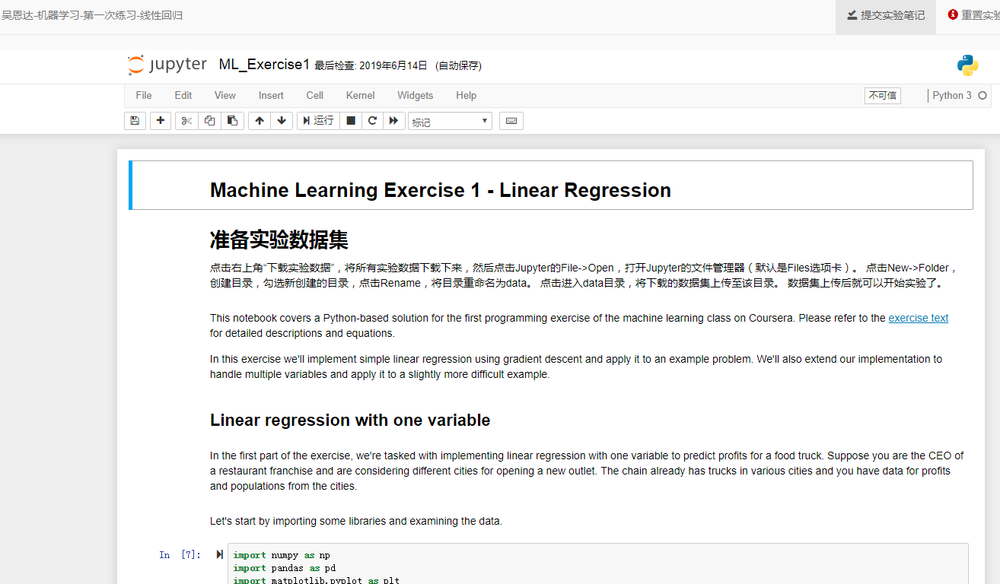 吴恩达-机器学习-第一次练习-线性回归
提交实验笔记
重置实验
jupyter ML_Exercise1 最后检查: 2019年6月14日 (自动保存)
File Edit View Insert Cell Kernel Widgets Help
不可信 Python 3
运行 标记
Machine Learning Exercise 1 - Linear Regression
准备实验数据集
点击右上角“下载实验数据”，将所有实验数据下载下来，然后点击Jupyter的File->Open，打开Jupyter的文件管理器（默认是Files选项卡）。 点击New->Folder，
创建目录，勾选新创建的目录，点击Rename，将目录重命名为data。 点击进入data目录，将下载的数据集上传至该目录。 数据集上传后就可以开始实验了。
This notebook covers a Python-based solution for the first programming exercise of the machine learning class on Coursera. Please refer to the exercise text
for detailed descriptions and equations.
In this exercise we'll implement simple linear regression using gradient descent and apply it to an example problem. We'll also extend our implementation to
handle multiple variables and apply it to a slightly more difficult example.
Linear regression with one variable
In the first part of the exercise, we're tasked with implementing linear regression with one variable to predict profits for a food truck. Suppose you are the CEO of
a restaurant franchise and are considering different cities for opening a new outlet. The chain already has trucks in various cities and you have data for profits
and populations from the cities.
Let's start by importing some libraries and examining the data.
In [7]: import numpy as np
import pandas as pd
import matplotlib.pyplot as plt